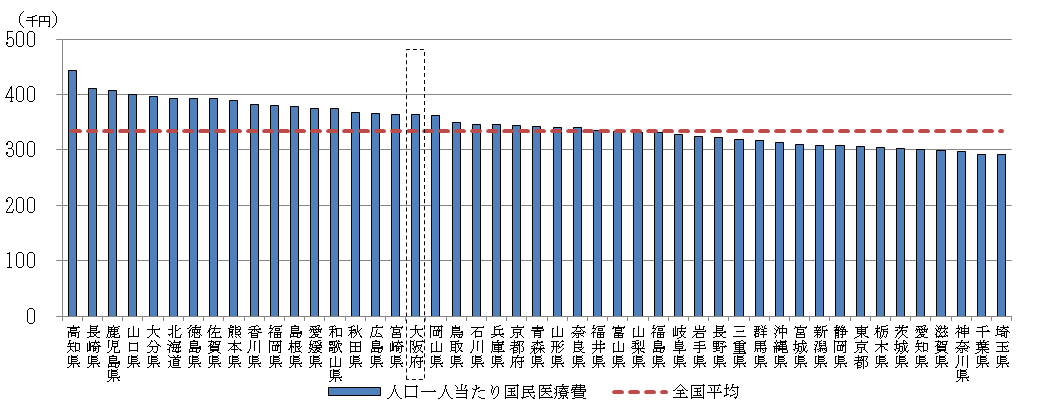 （千円）
500
400
300
200
100
0
高知県
長崎県
鹿児島県
山口県
大分県
北海道
徳島県
佐賀県
熊本県
香川県
福岡県
島根県
愛媛県
和歌山県
秋田県
広島県
宮崎県
大阪府
岡山県
鳥取県
石川県
兵庫県
京都府
青森県
山形県
奈良県
福井県
富山県
山梨県
福島県
岐阜県
岩手県
長野県
三重県
群馬県
沖縄県
宮城県
新潟県
静岡県
東京都
栃木県
茨城県
愛知県
滋賀県
神奈川県
千葉県
埼玉県
人口一人当たり国民医療費
全国平均